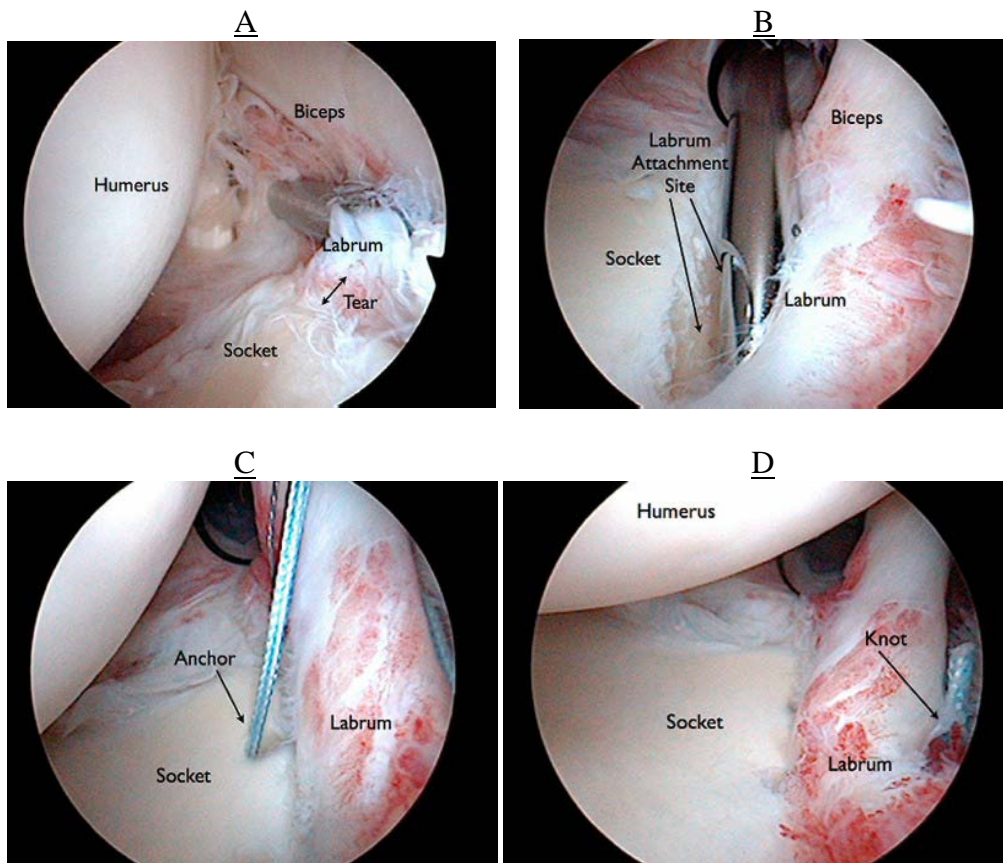 A
Biceps
Humerus
Labrum
Tear
Socket
B
Biceps
Labrum
Attachment
Site
Socket
Labrum
C
Anchor
Labrum
Socket
D
Humerus
Knot
Socket
Labrum